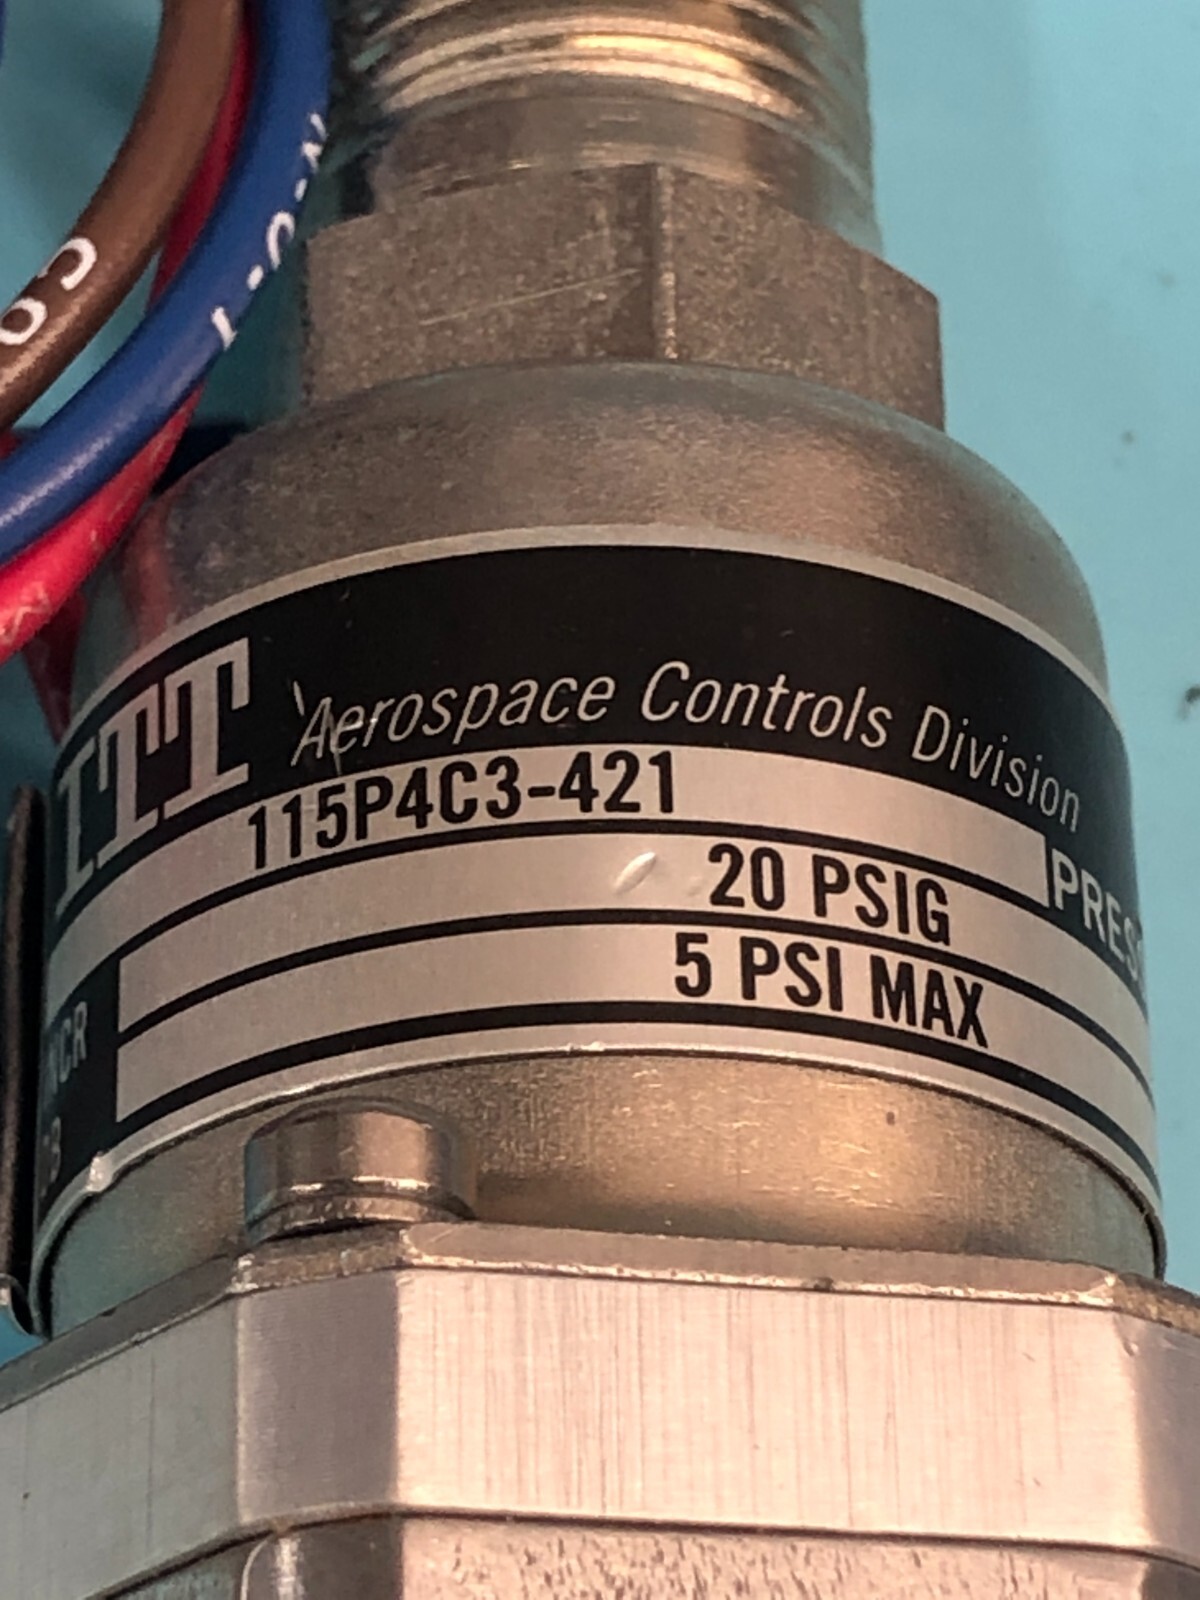 ITT Aerospace Controls Division
115P4C3-421
20 PSIG
5 PSI MAX